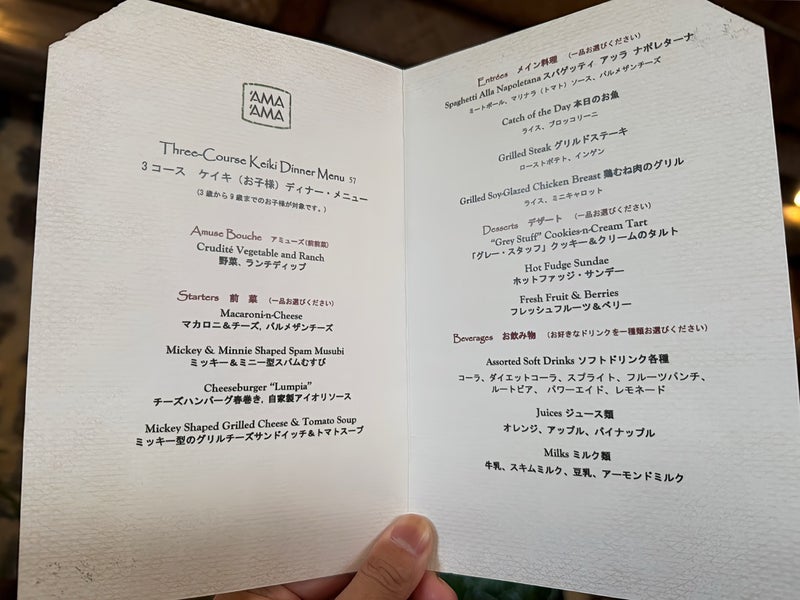 'AMA
'AMA
Three-Course Keiki Dinner Menu 57
3コース ケイキ（お子様）ディナー・メニュー
(3歳から9歳までのお子様が対象です。)
Amuse Bouche アミューズ(前前菜)
Crudité Vegetable and Ranch
野菜、ランチディップ
Starters 前 菜 (一品お選びください)
Macaroni-n-Cheese
マカロニ＆チーズ, パルメザンチーズ
Mickey & Minnie Shaped Spam Musubi
ミッキー＆ミニー型スパムむすび
Cheeseburger “Lumpia”
チーズハンバーグ春巻き, 自家製アイオリソース
Mickey Shaped Grilled Cheese & Tomato Soup
ミッキー型のグリルチーズサンドイッチ＆トマトスープ
Entrées メイン料理 (一品お選びください)
Spaghetti Alla Napoletana スパゲッティ アッラ ナポレターナ
ミートボール、マリナラ（トマト）ソース、パルメザンチーズ
Catch of the Day 本日のお魚
ライス、ブロッコリーニ
Grilled Steak グリルドステーキ
ローストポテト、インゲン
Grilled Soy-Glazed Chicken Breast 鶏むね肉のグリル
ライス、ミニキャロット
Desserts デザート (一品お選びください)
“Grey Stuff” Cookies-n-Cream Tart
「グレー・スタッフ」クッキー＆クリームのタルト
Hot Fudge Sundae
ホットファッジ・サンデー
Fresh Fruit & Berries
フレッシュフルーツ＆ベリー
Beverages お飲み物 (お好きなドリンクを一種類お選びください)
Assorted Soft Drinks ソフトドリンク各種
コーラ、ダイエットコーラ、スプライト、フルーツパンチ、
ルートビア、パワーエイド、レモネード
Juices ジュース類
オレンジ、アップル、パイナップル
Milks ミルク類
牛乳、スキムミルク、豆乳、アーモンドミルク